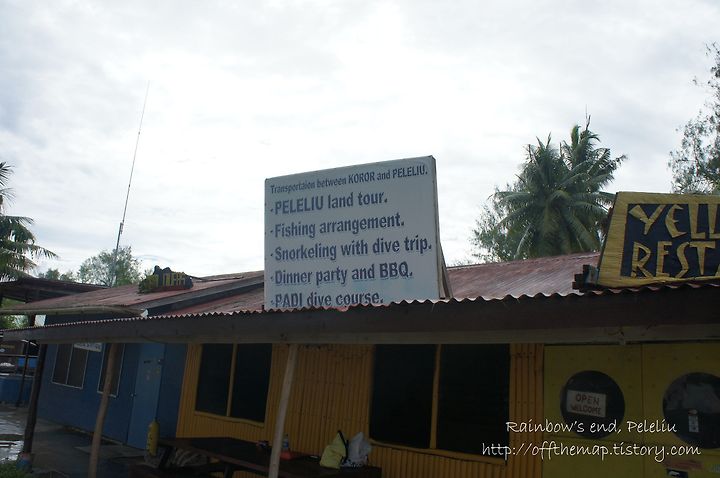 Transportaion between KOROR and PELELIU.
·PELELIU land tour.
·Fishing arrangement.
·Snorkeling with dive trip.
·Dinner party and BBQ.
·PADI dive course.
YELL
REST
OPEN
WELCOME
Rainbow's end, Peleliu
http://offthemap.tistory.com